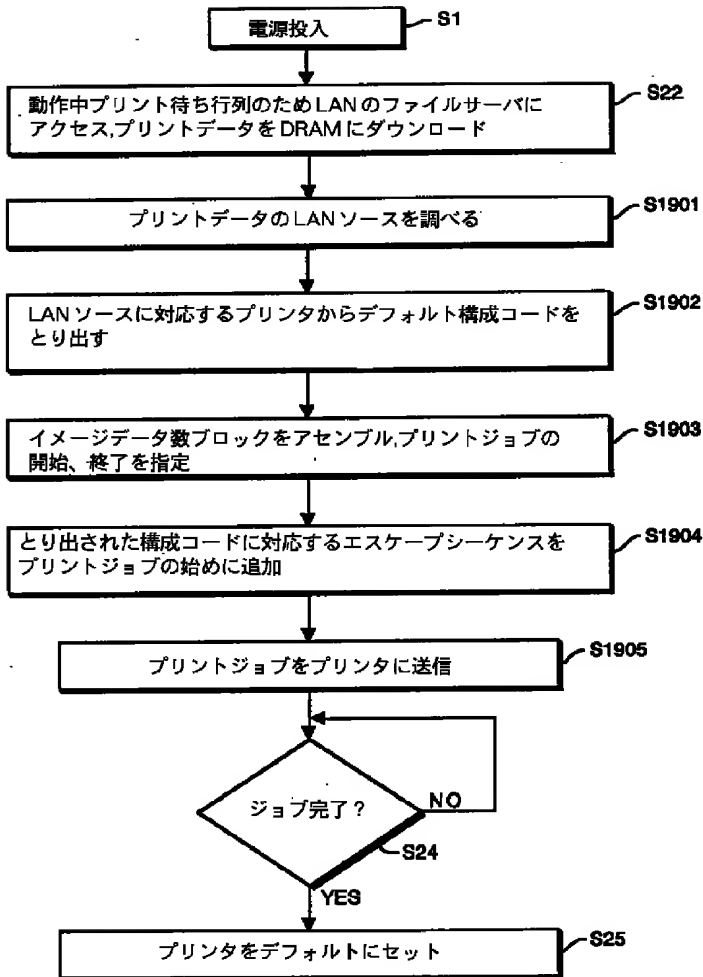 電源投入
S1
動作中プリント待ち行列のためLANのファイルサーバに
アクセス,プリントデータをDRAMにダウンロード
S22
プリントデータのLANソースを調べる
S1901
LANソースに対応するプリンタからデフォルト構成コードを
とり出す
S1902
イメージデータ数ブロックをアセンブル,プリントジョブの
開始、終了を指定
S1903
とり出された構成コードに対応するエスケープシーケンスを
プリントジョブの始めに追加
S1904
プリントジョブをプリンタに送信
S1905
ジョブ完了?
NO
S24
YES
プリンタをデフォルトにセット
S25